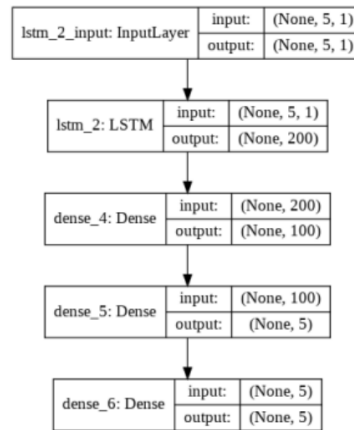 lstm_2_input: InputLayer
input: (None, 5, 1)
output: (None, 5, 1)
lstm_2: LSTM
input: (None, 5, 1)
output: (None, 200)
dense_4: Dense
input: (None, 200)
output: (None, 100)
dense_5: Dense
input: (None, 100)
output: (None, 5)
dense_6: Dense
input: (None, 5)
output: (None, 5)